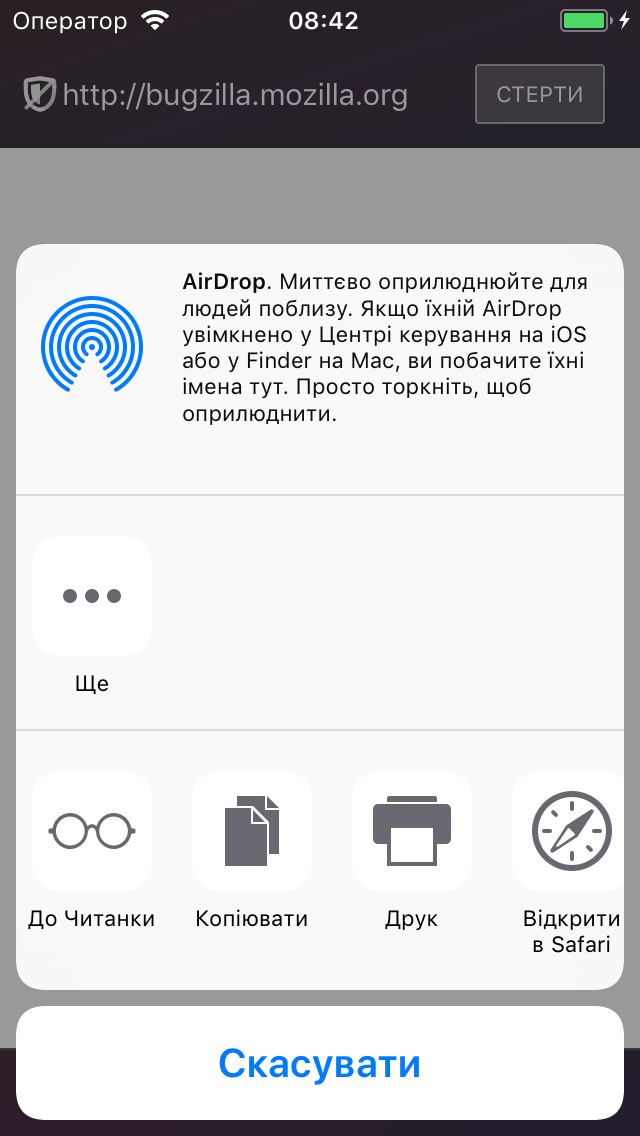 Оператор
08:42
http://bugzilla.mozilla.org
СТЕРТИ
AirDrop. Миттєво оприлюднюйте для
людей поблизу. Якщо їхній AirDrop
увімкнено у Центрі керування на iOS
або у Finder на Mac, ви побачите їхні
імена тут. Просто торкніть, щоб
оприлюднити.
Ще
До Читанки
Копіювати
Друк
Відкрити
в Safari
Скасувати